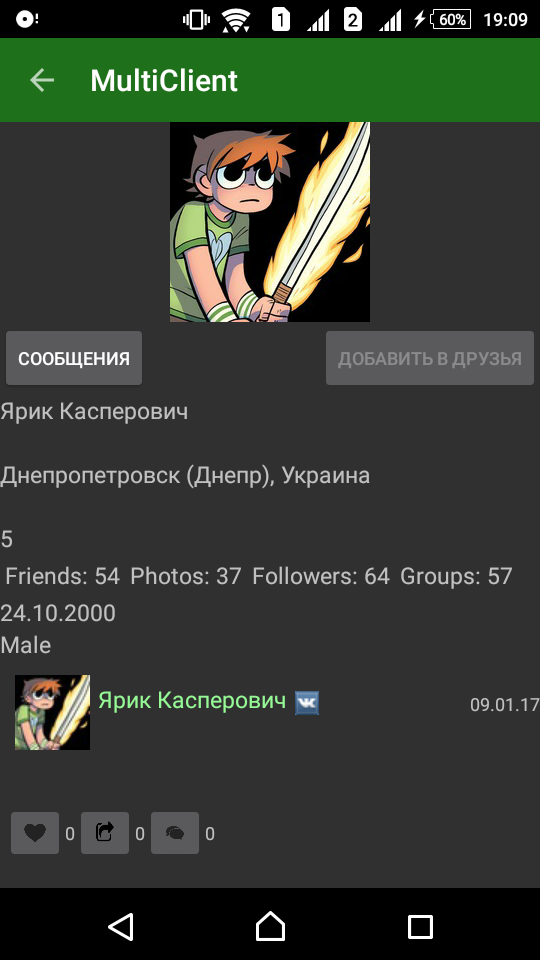 1 2 60% 19:09
MultiClient
СООБЩЕНИЯ ДОБАВИТЬ В ДРУЗЬЯ
Ярик Касперович
Днепропетровск (Днепр), Украина
5
Friends: 54 Photos: 37 Followers: 64 Groups: 57
24.10.2000
Male
Ярик Касперович 09.01.17
0 0 0